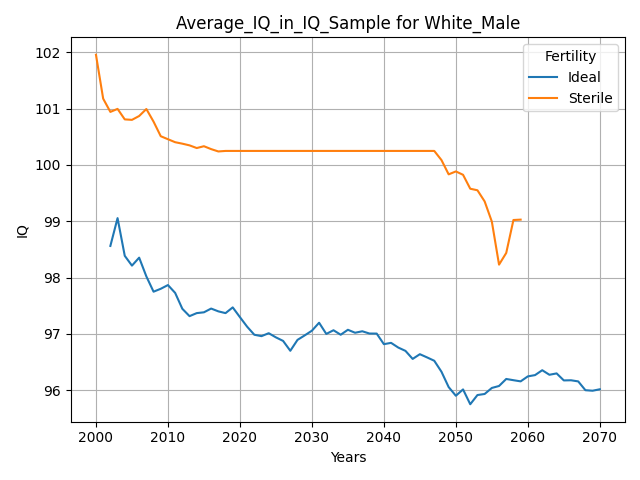 Average_IQ_in_IQ_Sample for White_Male
Fertility
Ideal
Sterile
102
101
100
99
98
97
96
IQ
2000 2010 2020 2030 2040 2050 2060 2070
Years